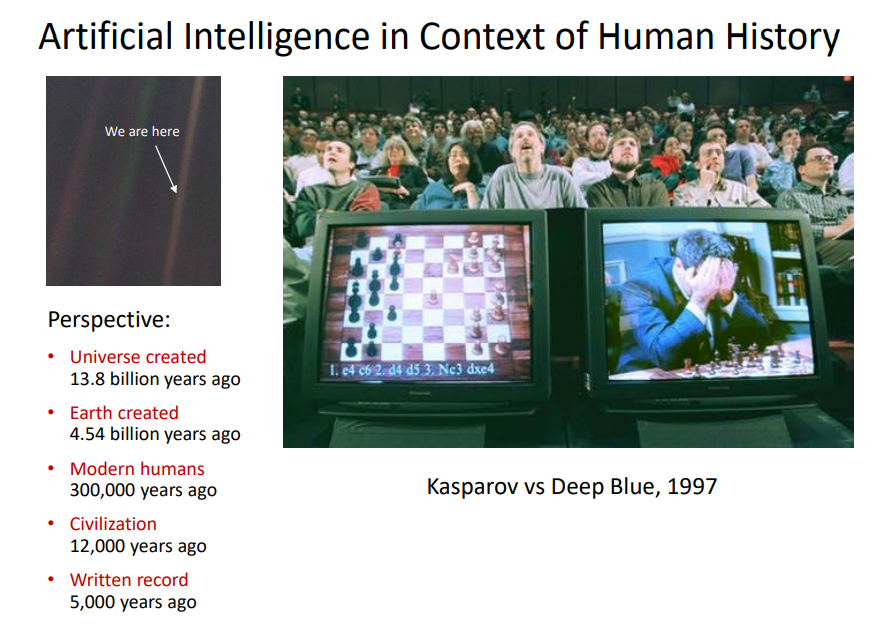 Artificial Intelligence in Context of Human History
We are here
Perspective:
• Universe created
13.8 billion years ago
• Earth created
4.54 billion years ago
• Modern humans
300,000 years ago
• Civilization
12,000 years ago
• Written record
5,000 years ago
1. e4 c6 2. d4 d5 3. Nc3 dxe4
Kasparov vs Deep Blue, 1997